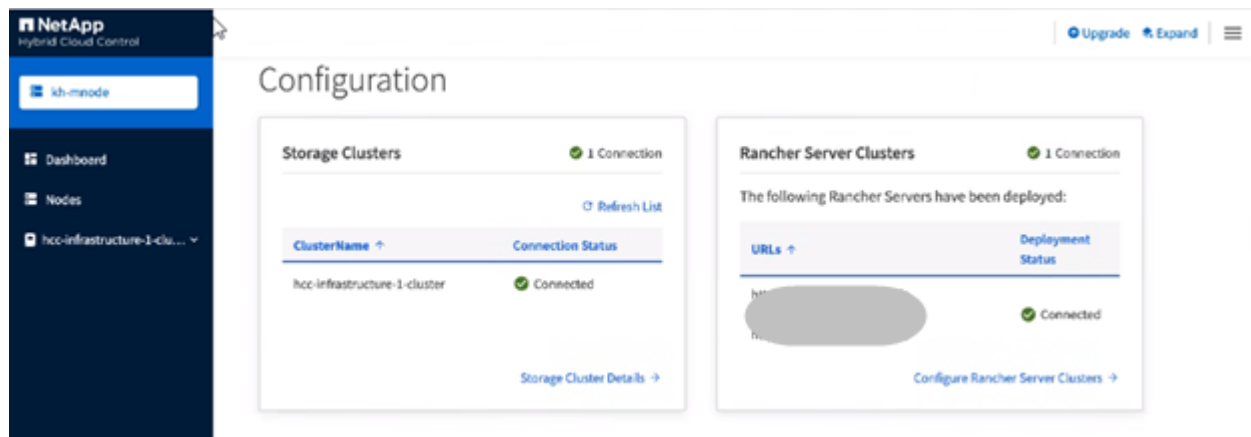 NetApp
Hybrid Cloud Control
Upgrade Expand
kh-mnode
Dashboard
Nodes
hcc-infrastructure-1-clu...
Configuration
Storage Clusters
1 Connection
Refresh List
ClusterName ↑ Connection Status
hcc-infrastructure-1-cluster Connected
Storage Cluster Details →
Rancher Server Clusters
1 Connection
The following Rancher Servers have been deployed:
URLs ↑ Deployment
Status
Connected
Configure Rancher Server Clusters →